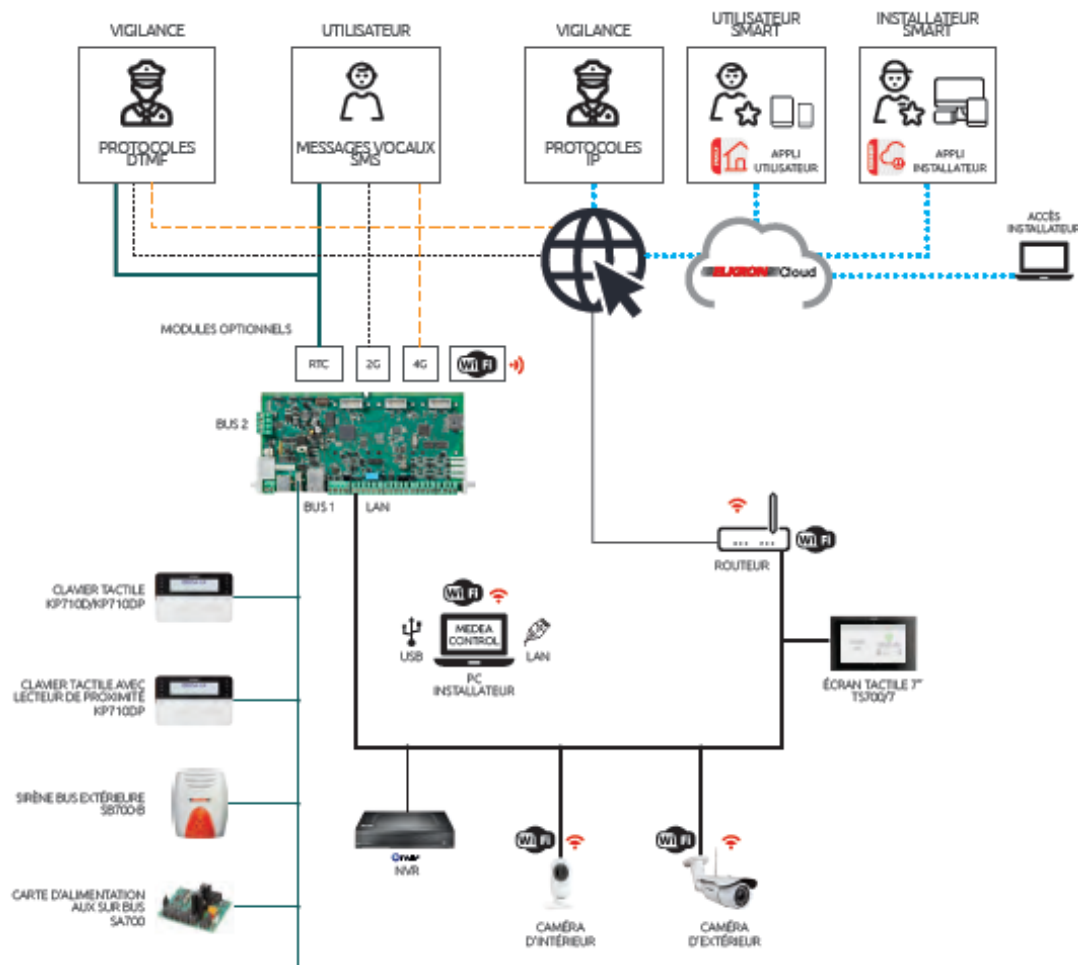 VIGILANCE
PROTOCOLES
DTMF
UTILISATEUR
MESSAGES VOCAUX
SMS
VIGILANCE
PROTOCOLES
IP
UTILISATEUR
SMART
APPLI
UTILISATEUR
INSTALLATEUR
SMART
APPLI
INSTALLATEUR
ACCÈS
INSTALLATEUR
ELKRON Cloud
MODULES OPTIONNELS
RTC
2G
4G
Wi Fi
BUS 2
BUS 1
LAN
ROUTEUR
Wi Fi
CLAVIER TACTILE
KP710D/KP710DP
Wi Fi
USB
MEDEA
CONTROL
LAN
PC
INSTALLATEUR
ÉCRAN TACTILE 7"
TS700/7
CLAVIER TACTILE AVEC
LECTEUR DE PROXIMITÉ
KP710DP
SIRÈNE BUS EXTÉRIEURE
SB700-B
NVR
Wi Fi
CAMÉRA
D'INTÉRIEUR
Wi Fi
CAMÉRA
D'EXTÉRIEUR
CARTE D'ALIMENTATION
AUX SUR BUS
SA700